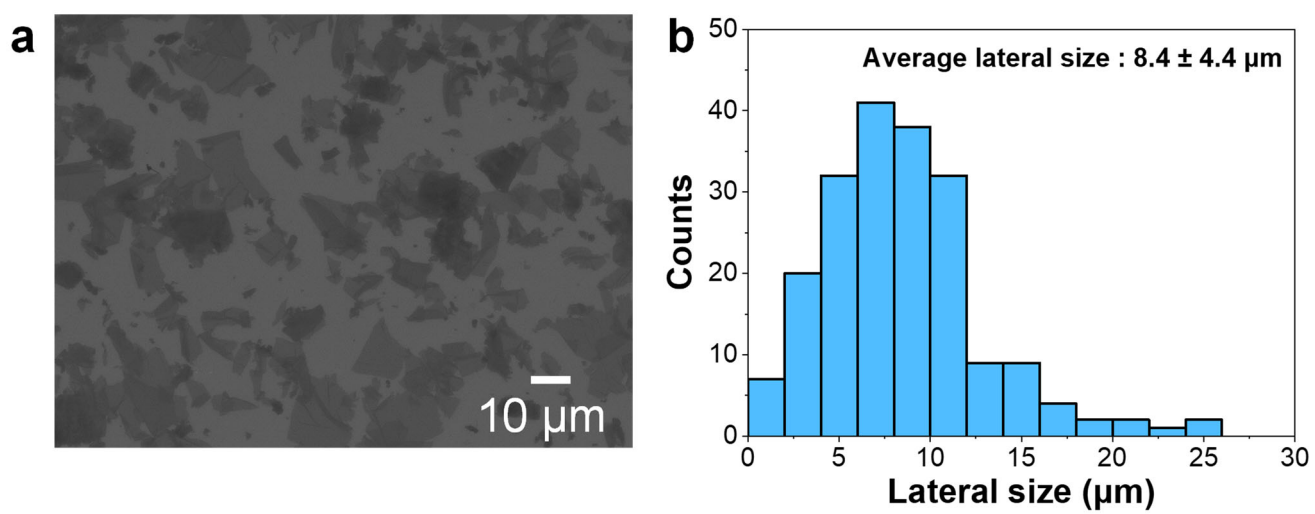 a
10 µm
b
Average lateral size : 8.4 ± 4.4 µm
Counts
50
40
30
20
10
0
0 5 10 15 20 25 30
Lateral size (µm)